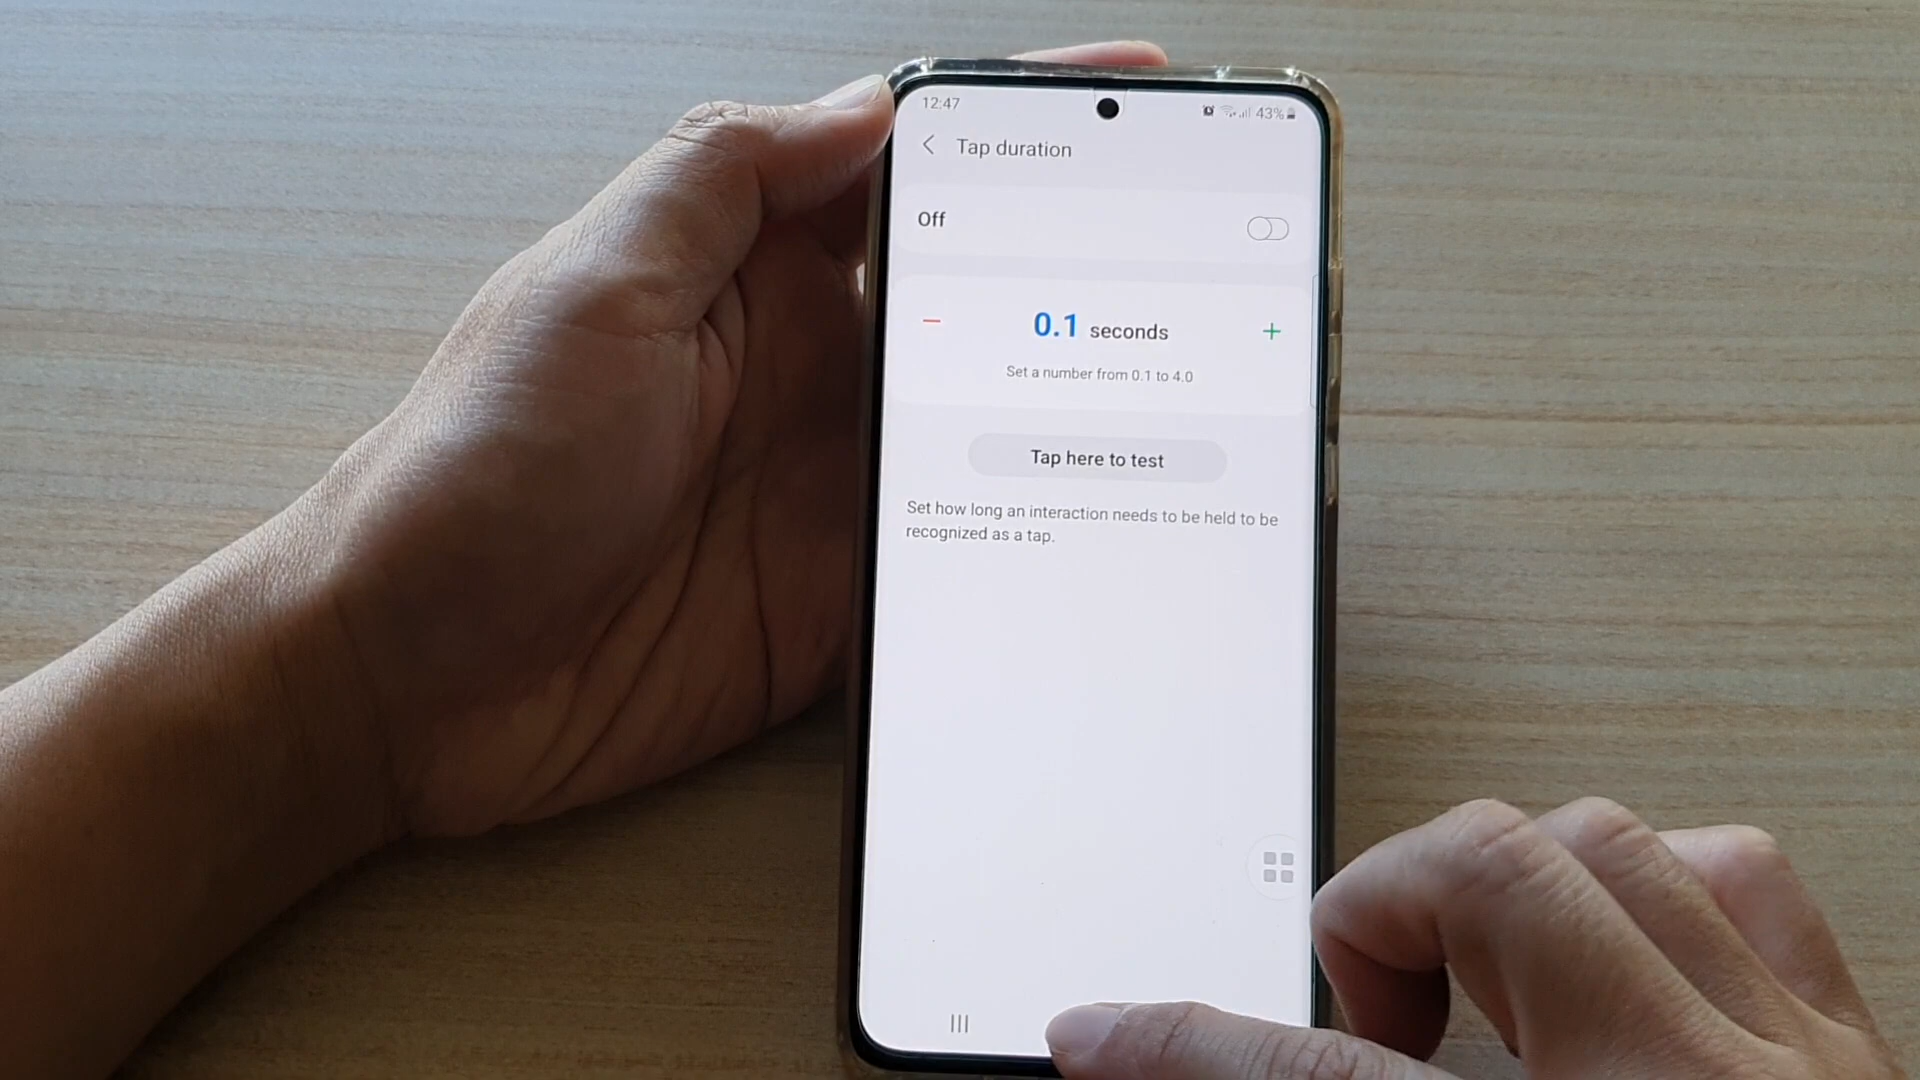 12:47
43%
Tap duration
Off
0.1 seconds
Set a number from 0.1 to 4.0
Tap here to test
Set how long an interaction needs to be held to be
recognized as a tap.